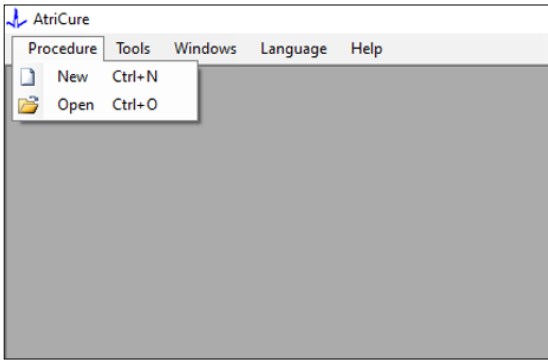 AtriCure
Procedure Tools Windows Language Help
New Ctrl+N
Open Ctrl+O